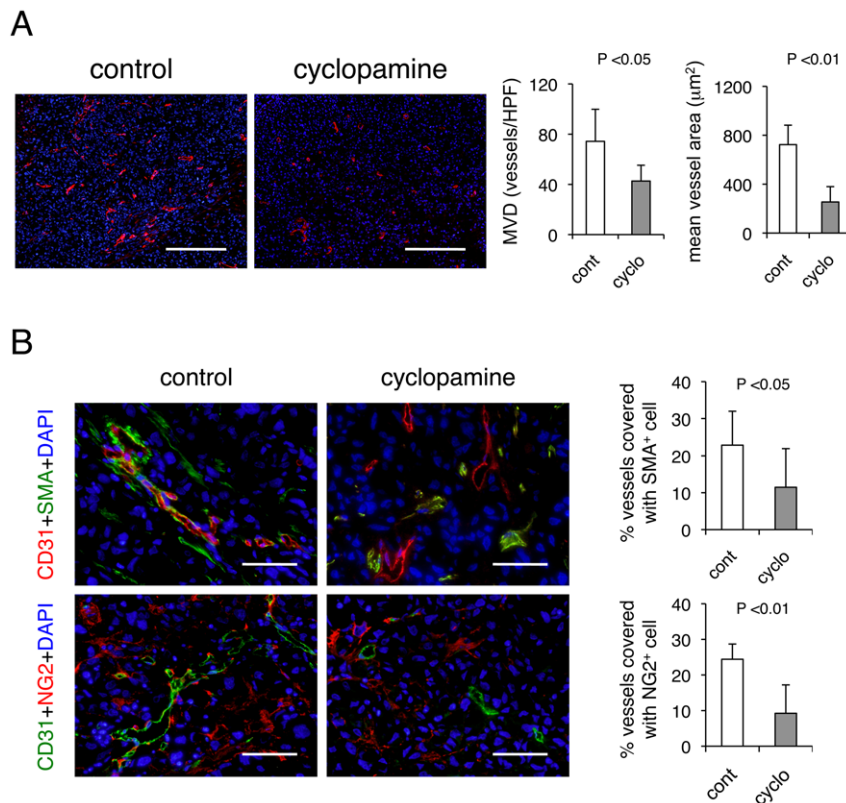 A
control
cyclopamine
MVD (vessels/HPF)
120
80
40
0
P <0.05
cont
cyclo
mean vessel area (μm²)
1200
800
400
0
P <0.01
cont
cyclo
B
control
cyclopamine
CD31+SMA+DAPI
% vessels covered
with SMA⁺ cell
40
30
20
10
0
P <0.05
cont
cyclo
CD31+NG2+DAPI
% vessels covered
with NG2⁺ cell
40
30
20
10
0
P <0.01
cont
cyclo